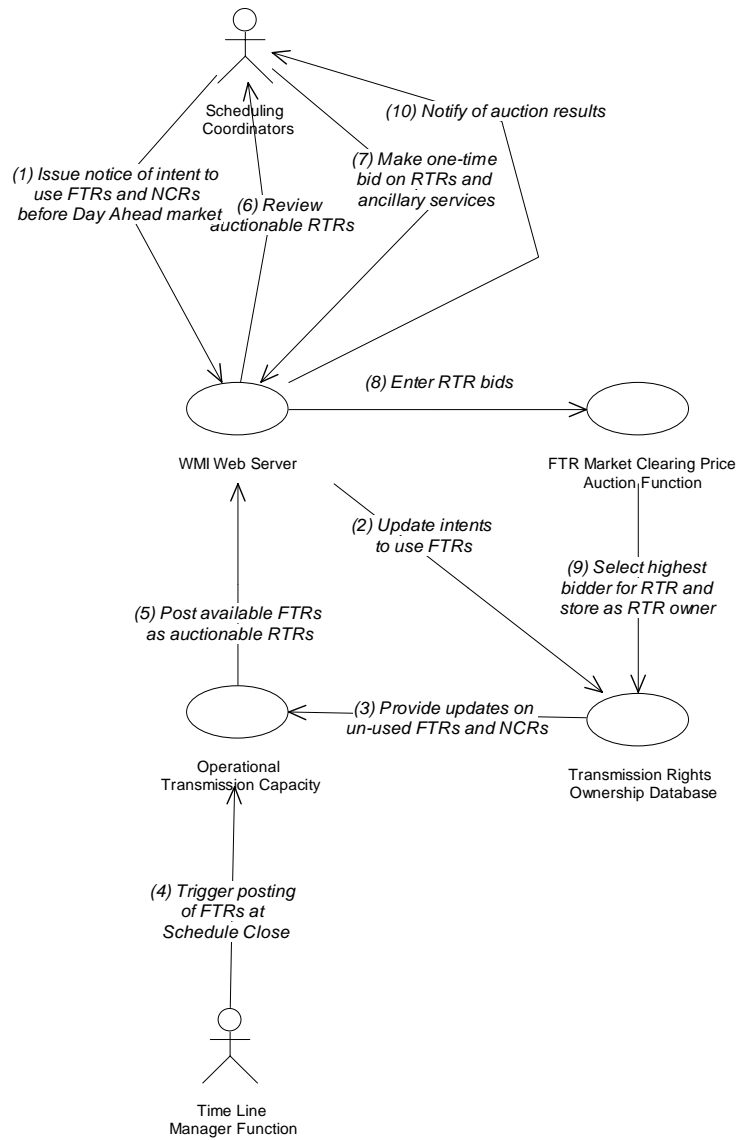 Scheduling
Coordinators
(10) Notify of auction results
(1) Issue notice of intent to
use FTRs and NCRs
before Day Ahead market
(7) Make one-time
bid on RTRs and
ancillary services
(6) Review
auctionable RTRs
(8) Enter RTR bids
WMI Web Server
FTR Market Clearing Price
Auction Function
(2) Update intents
to use FTRs
(9) Select highest
bidder for RTR and
store as RTR owner
(5) Post available FTRs
as auctionable RTRs
(3) Provide updates on
un-used FTRs and NCRs
Operational
Transmission Capacity
Transmission Rights
Ownership Database
(4) Trigger posting
of FTRs at
Schedule Close
Time Line
Manager Function